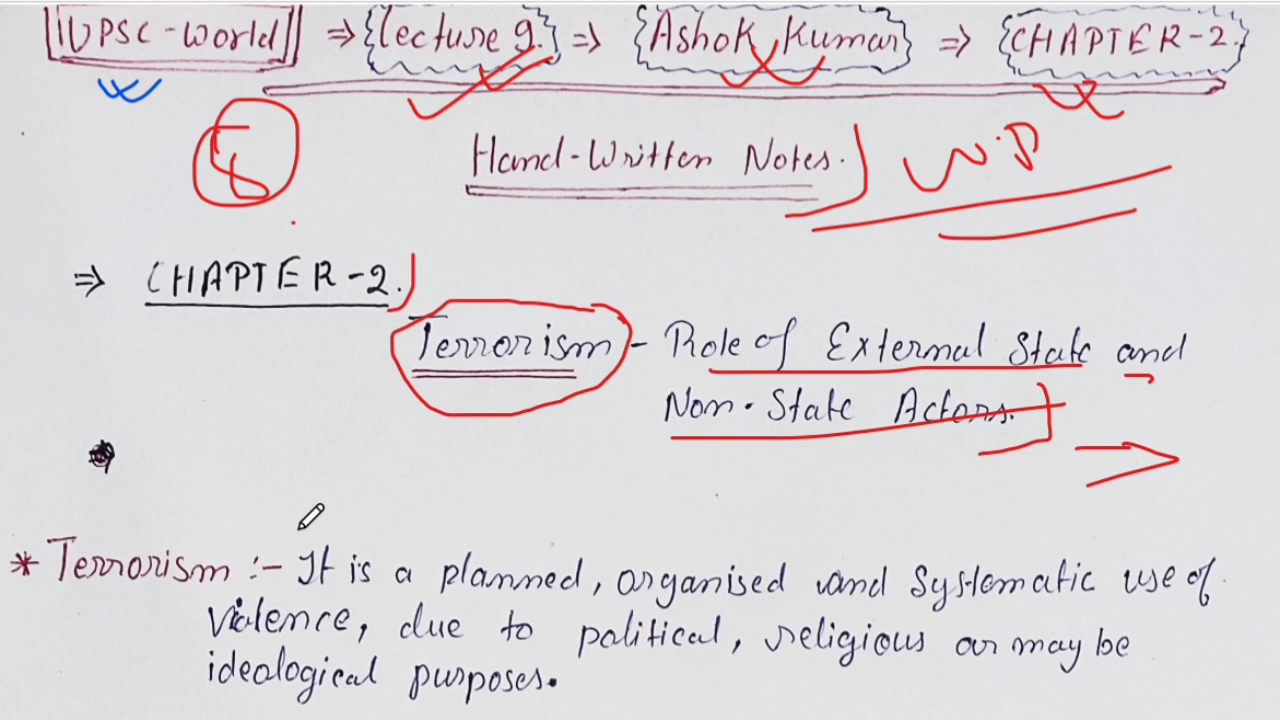 UPSC-World => Lecture 9. => Ashok Kumar => CHAPTER-2.
Hand-Written Notes.
=> CHAPTER-2.
Terrorism - Role of External State and
Non-State Actors.
* Terrorism :- It is a planned, organised and systematic use of
violence, due to political, religious or may be
ideological purposes.